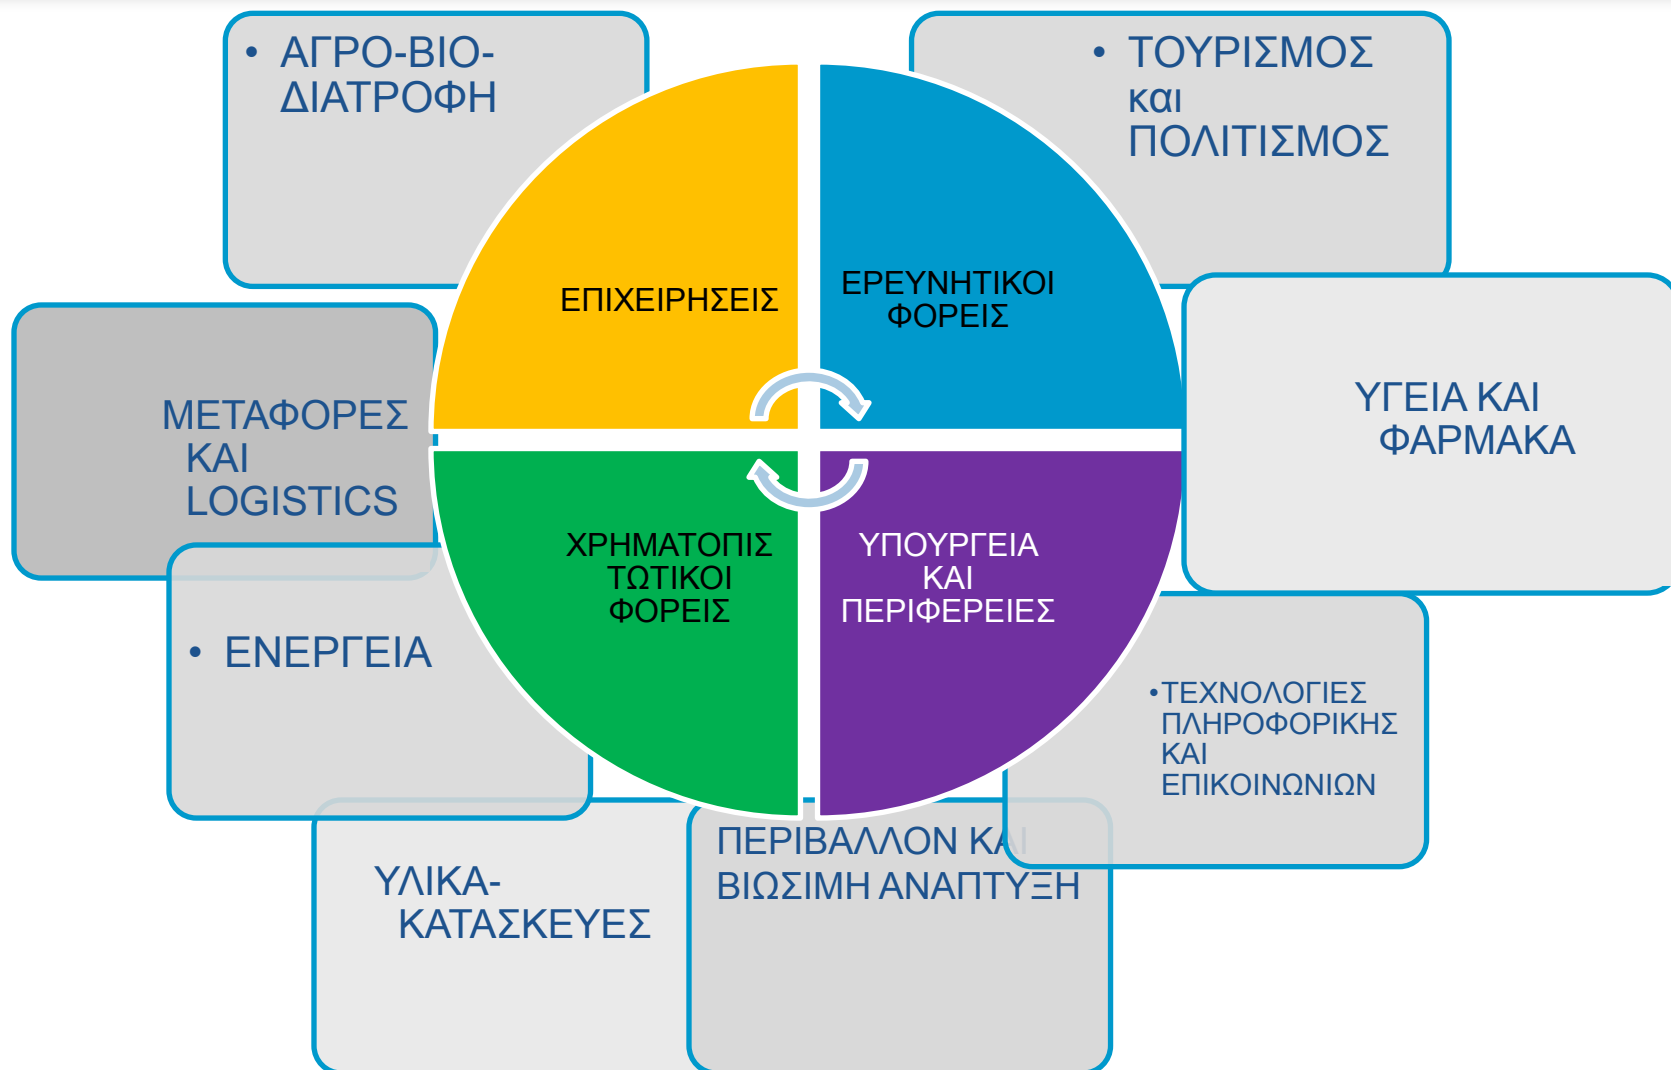 • ΑΓΡΟ-ΒΙΟ-
ΔΙΑΤΡΟΦΗ
• ΤΟΥΡΙΣΜΟΣ
και
ΠΟΛΙΤΙΣΜΟΣ
ΕΠΙΧΕΙΡΗΣΕΙΣ
ΕΡΕΥΝΗΤΙΚΟΙ
ΦΟΡΕΙΣ
ΜΕΤΑΦΟΡΕΣ
ΚΑΙ
LOGISTICS
ΥΓΕΙΑ ΚΑΙ
ΦΑΡΜΑΚΑ
ΧΡΗΜΑΤΟΠΙΣ
ΤΩΤΙΚΟΙ
ΦΟΡΕΙΣ
ΥΠΟΥΡΓΕΙΑ
ΚΑΙ
ΠΕΡΙΦΕΡΕΙΕΣ
• ΕΝΕΡΓΕΙΑ
•ΤΕΧΝΟΛΟΓΙΕΣ
ΠΛΗΡΟΦΟΡΙΚΗΣ
ΚΑΙ
ΕΠΙΚΟΙΝΩΝΙΩΝ
ΥΛΙΚΑ-
ΚΑΤΑΣΚΕΥΕΣ
ΠΕΡΙΒΑΛΛΟΝ ΚΑΙ
ΒΙΩΣΙΜΗ ΑΝΑΠΤΥΞΗ